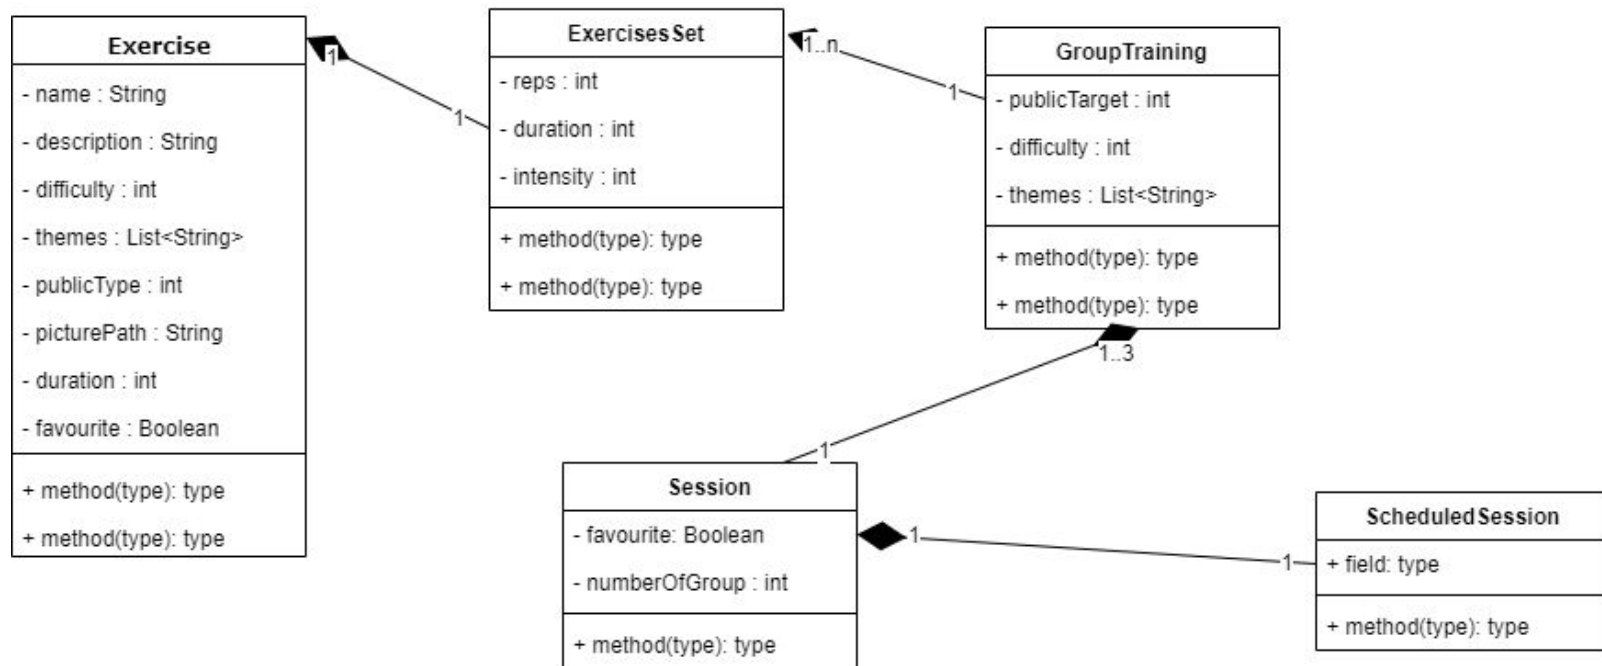 Exercise
- name : String
- description : String
- difficulty : int
- themes : List<String>
- publicType : int
- picturePath : String
- duration : int
- favourite : Boolean
+ method(type): type
+ method(type): type
1
1
ExercisesSet
- reps : int
- duration : int
- intensity : int
+ method(type): type
+ method(type): type
1..n
1
GroupTraining
- publicTarget : int
- difficulty : int
- themes : List<String>
+ method(type): type
+ method(type): type
1..3
1
Session
- favourite: Boolean
- numberOfGroup : int
+ method(type): type
1
1
ScheduledSession
+ field: type
+ method(type): type